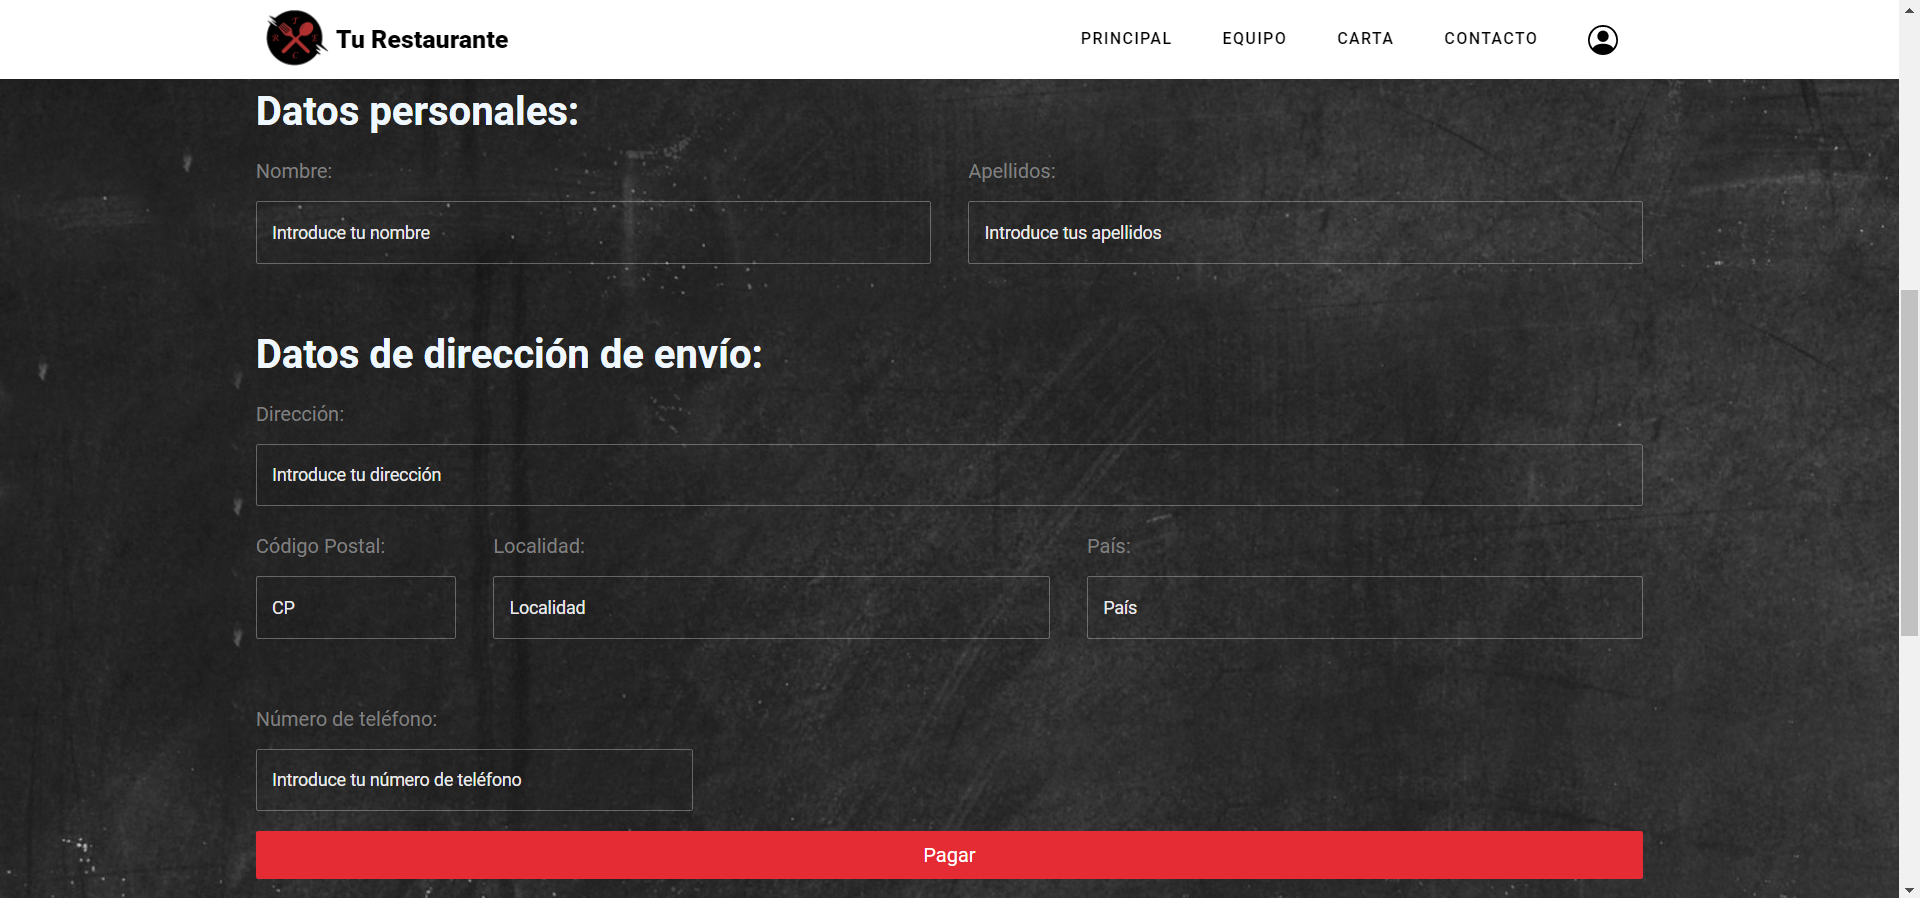 Tu Restaurante
PRINCIPAL EQUIPO CARTA CONTACTO
Datos personales:
Nombre: Apellidos:
Introduce tu nombre Introduce tus apellidos
Datos de dirección de envío:
Dirección:
Introduce tu dirección
Código Postal: Localidad: País:
CP Localidad País
Número de teléfono:
Introduce tu número de teléfono
Pagar